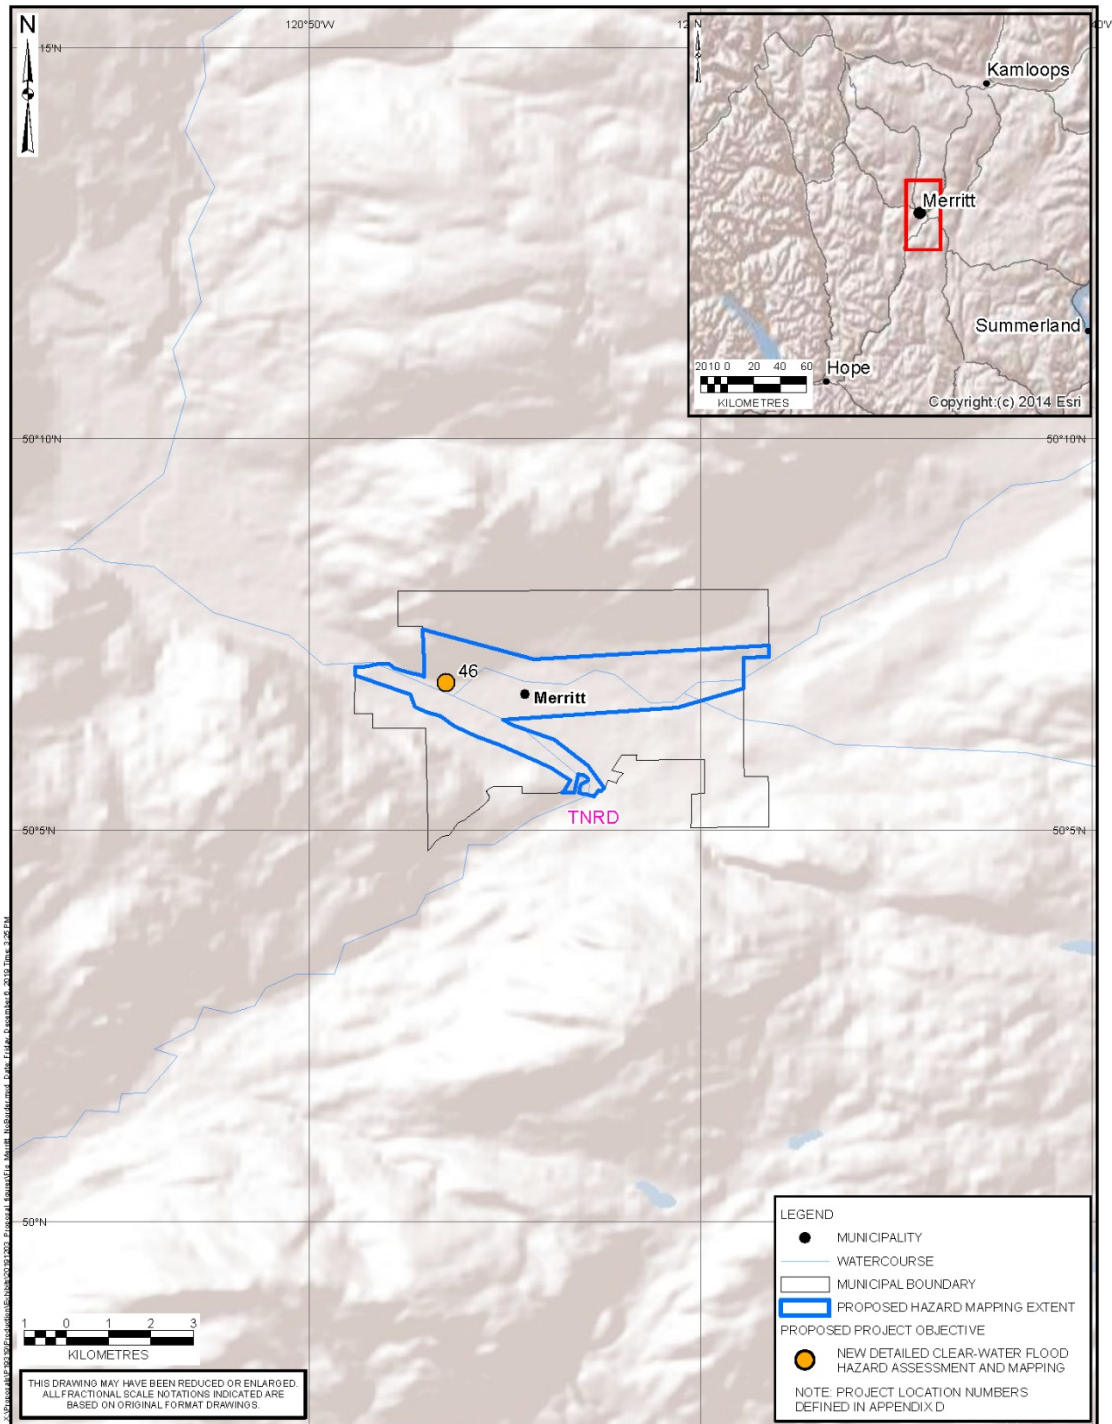 N
120°50'W
12
N
40'V
15'N
Kamloops
Merritt
Summerland
Hope
2010 0 20 40 60
KILOMETRES
Copyright:(c) 2014 Esri
50°10'N
50°10'N
46
Merritt
TNRD
50°5'N
50°5'N
50°N
LEGEND
MUNICIPALITY
WATERCOURSE
MUNICIPAL BOUNDARY
PROPOSED HAZARD MAPPING EXTENT
PROPOSED PROJECT OBJECTIVE
NEW DETAILED CLEAR-WATER FLOOD
HAZARD ASSESSMENT AND MAPPING
NOTE: PROJECT LOCATION NUMBERS
DEFINED IN APPENDIX D
1 0 1 2 3
KILOMETRES
THIS DRAWING MAY HAVE BEEN REDUCED OR ENLARGED.
ALL FRACTIONAL SCALE NOTATIONS INDICATED ARE
BASED ON ORIGINAL FORMAT DRAWINGS.